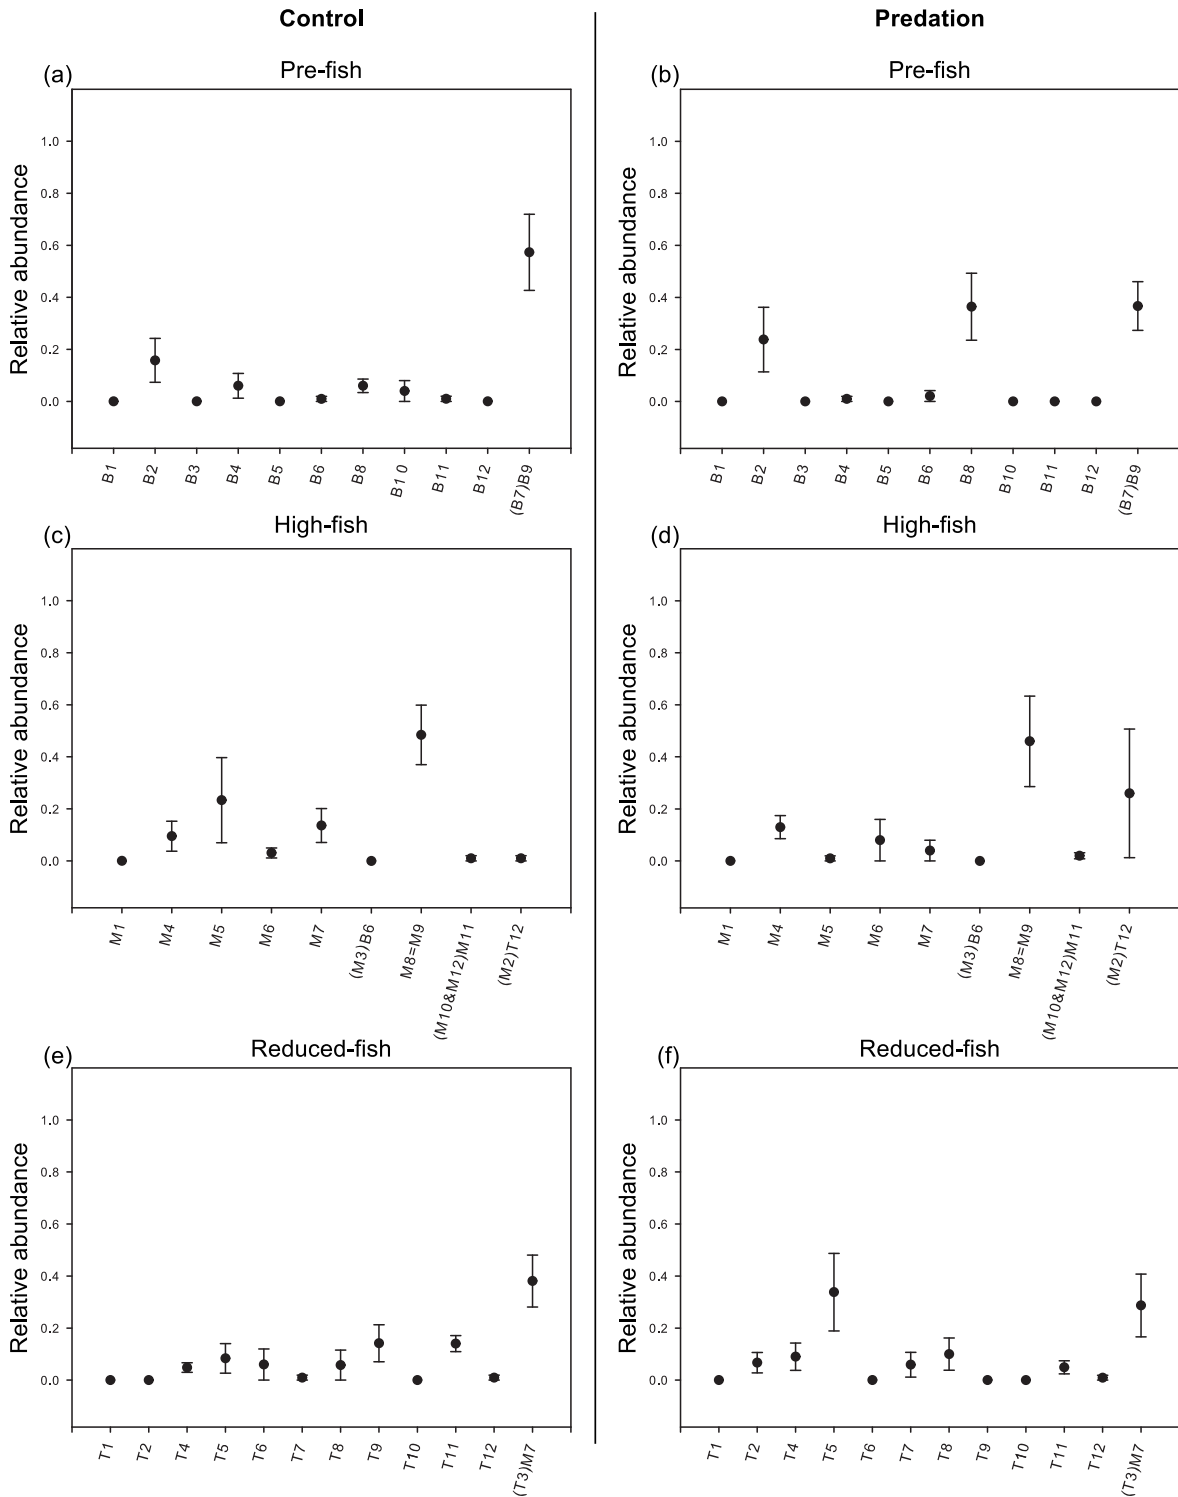 Control
Predation
(a)
Pre-fish
Relative abundance
1.0
0.8
0.6
0.4
0.2
0.0
B1 B2 B3 B4 B5 B6 B8 B10 B11 B12 (B7)B9
(b)
Pre-fish
Relative abundance
1.0
0.8
0.6
0.4
0.2
0.0
B1 B2 B3 B4 B5 B6 B8 B10 B11 B12 (B7)B9
(c)
High-fish
Relative abundance
1.0
0.8
0.6
0.4
0.2
0.0
M1 M4 M5 M6 M7 (M3)B6 M8=M9 (M10&M12)M11 (M2)T12
(d)
High-fish
Relative abundance
1.0
0.8
0.6
0.4
0.2
0.0
M1 M4 M5 M6 M7 (M3)B6 M8=M9 (M10&M12)M11 (M2)T12
(e)
Reduced-fish
Relative abundance
1.0
0.8
0.6
0.4
0.2
0.0
T1 T2 T4 T5 T6 T7 T8 T9 T10 T11 T12 (T3)M7
(f)
Reduced-fish
Relative abundance
1.0
0.8
0.6
0.4
0.2
0.0
T1 T2 T4 T5 T6 T7 T8 T9 T10 T11 T12 (T3)M7